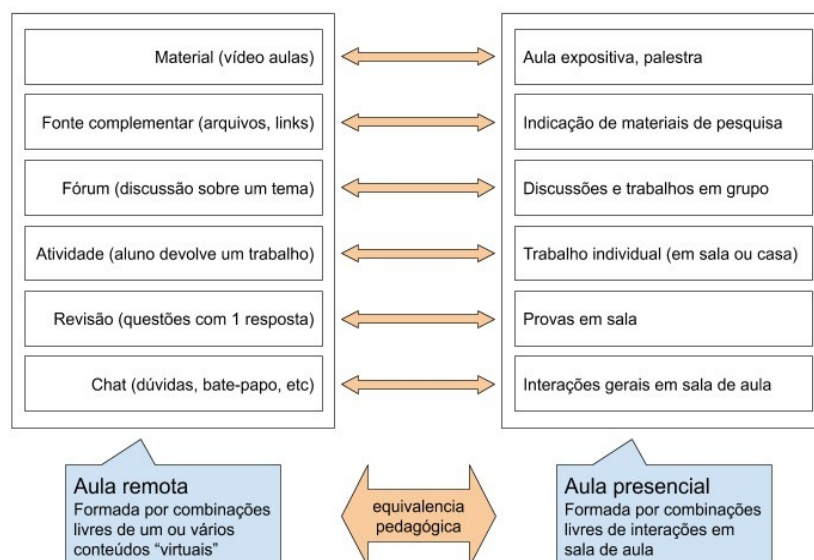 Material (vídeo aulas)
Aula expositiva, palestra
Fonte complementar (arquivos, links)
Indicação de materiais de pesquisa
Fórum (discussão sobre um tema)
Discussões e trabalhos em grupo
Atividade (aluno devolve um trabalho)
Trabalho individual (em sala ou casa)
Revisão (questões com 1 resposta)
Provas em sala
Chat (dúvidas, bate-papo, etc)
Interações gerais em sala de aula
Aula remota
Formada por combinações
livres de um ou vários
conteúdos “virtuais”
equivalencia
pedagógica
Aula presencial
Formada por combinações
livres de interações em
sala de aula